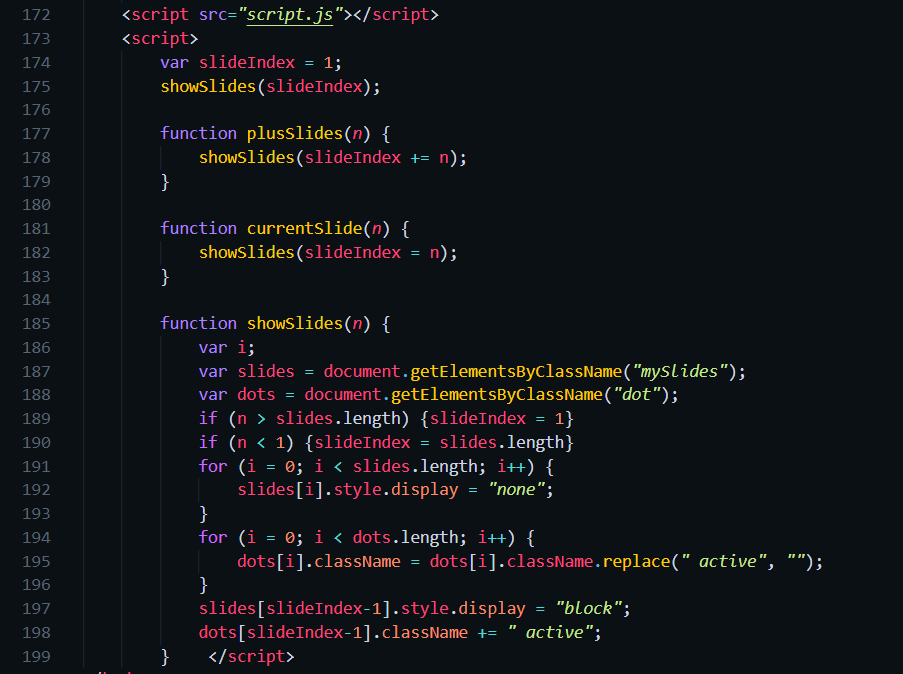 172 <script src="script.js"></script>
173 <script>
174 var slideIndex = 1;
175 showSlides(slideIndex);
176
177 function plusSlides(n) {
178 showSlides(slideIndex += n);
179 }
180
181 function currentSlide(n) {
182 showSlides(slideIndex = n);
183 }
184
185 function showSlides(n) {
186 var i;
187 var slides = document.getElementsByClassName("mySlides");
188 var dots = document.getElementsByClassName("dot");
189 if (n > slides.length) {slideIndex = 1}
190 if (n < 1) {slideIndex = slides.length}
191 for (i = 0; i < slides.length; i++) {
192 slides[i].style.display = "none";
193 }
194 for (i = 0; i < dots.length; i++) {
195 dots[i].className = dots[i].className.replace(" active", "");
196 }
197 slides[slideIndex-1].style.display = "block";
198 dots[slideIndex-1].className += " active";
199 } </script>